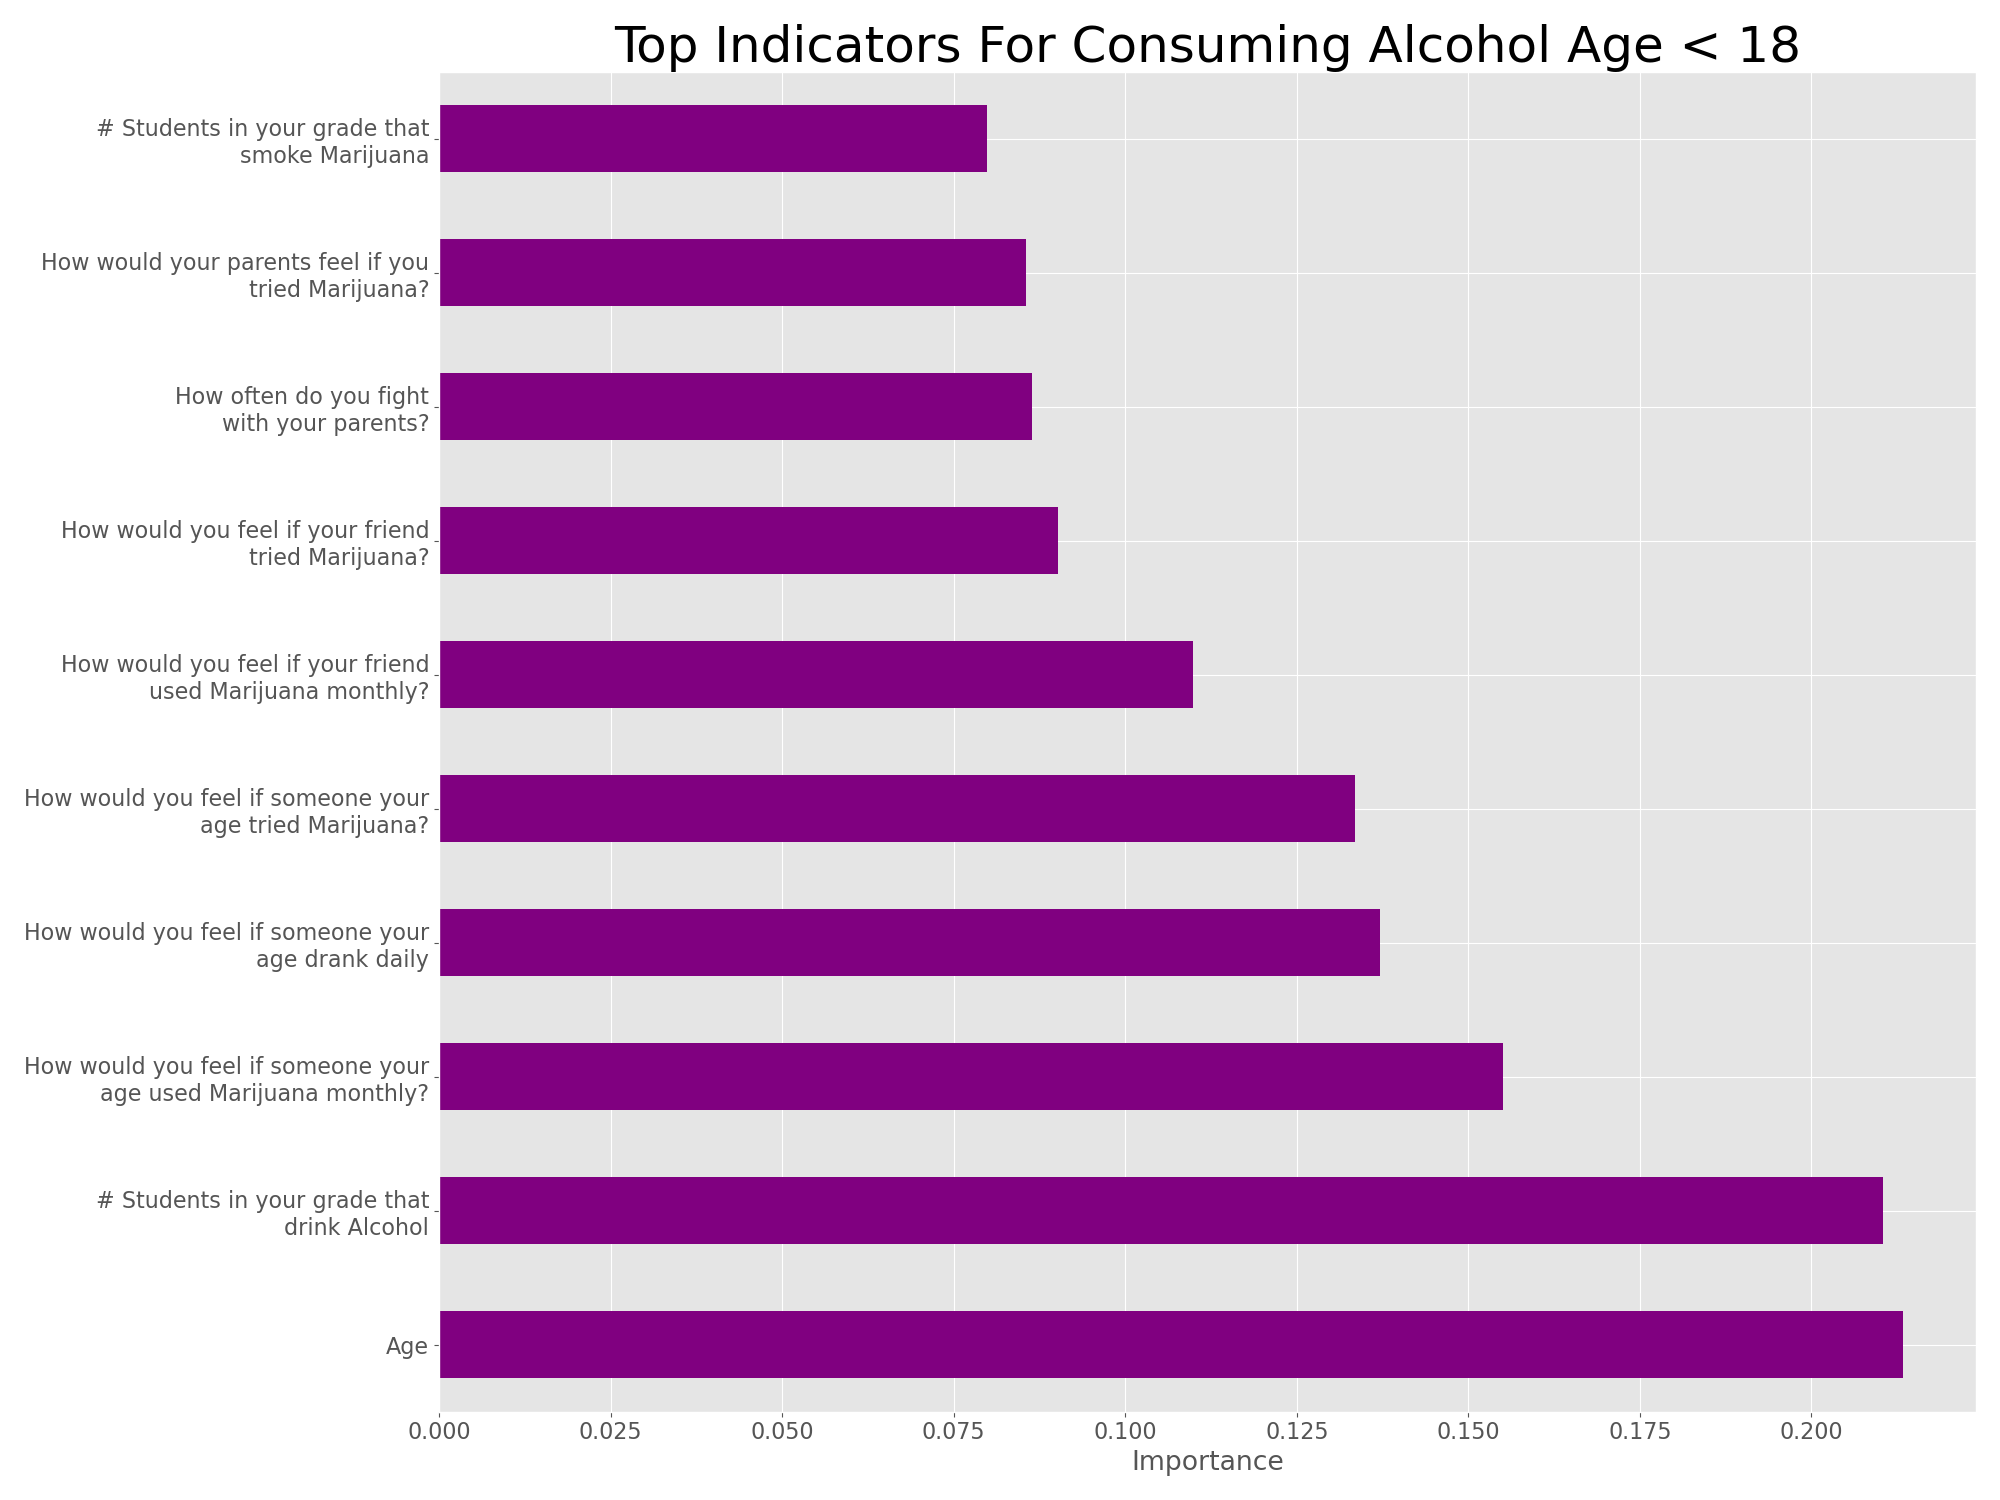 Top Indicators For Consuming Alcohol Age < 18
# Students in your grade that
smoke Marijuana
How would your parents feel if you
tried Marijuana?
How often do you fight
with your parents?
How would you feel if your friend
tried Marijuana?
How would you feel if your friend
used Marijuana monthly?
How would you feel if someone your
age tried Marijuana?
How would you feel if someone your
age drank daily
How would you feel if someone your
age used Marijuana monthly?
# Students in your grade that
drink Alcohol
Age
0.000 0.025 0.050 0.075 0.100 0.125 0.150 0.175 0.200
Importance